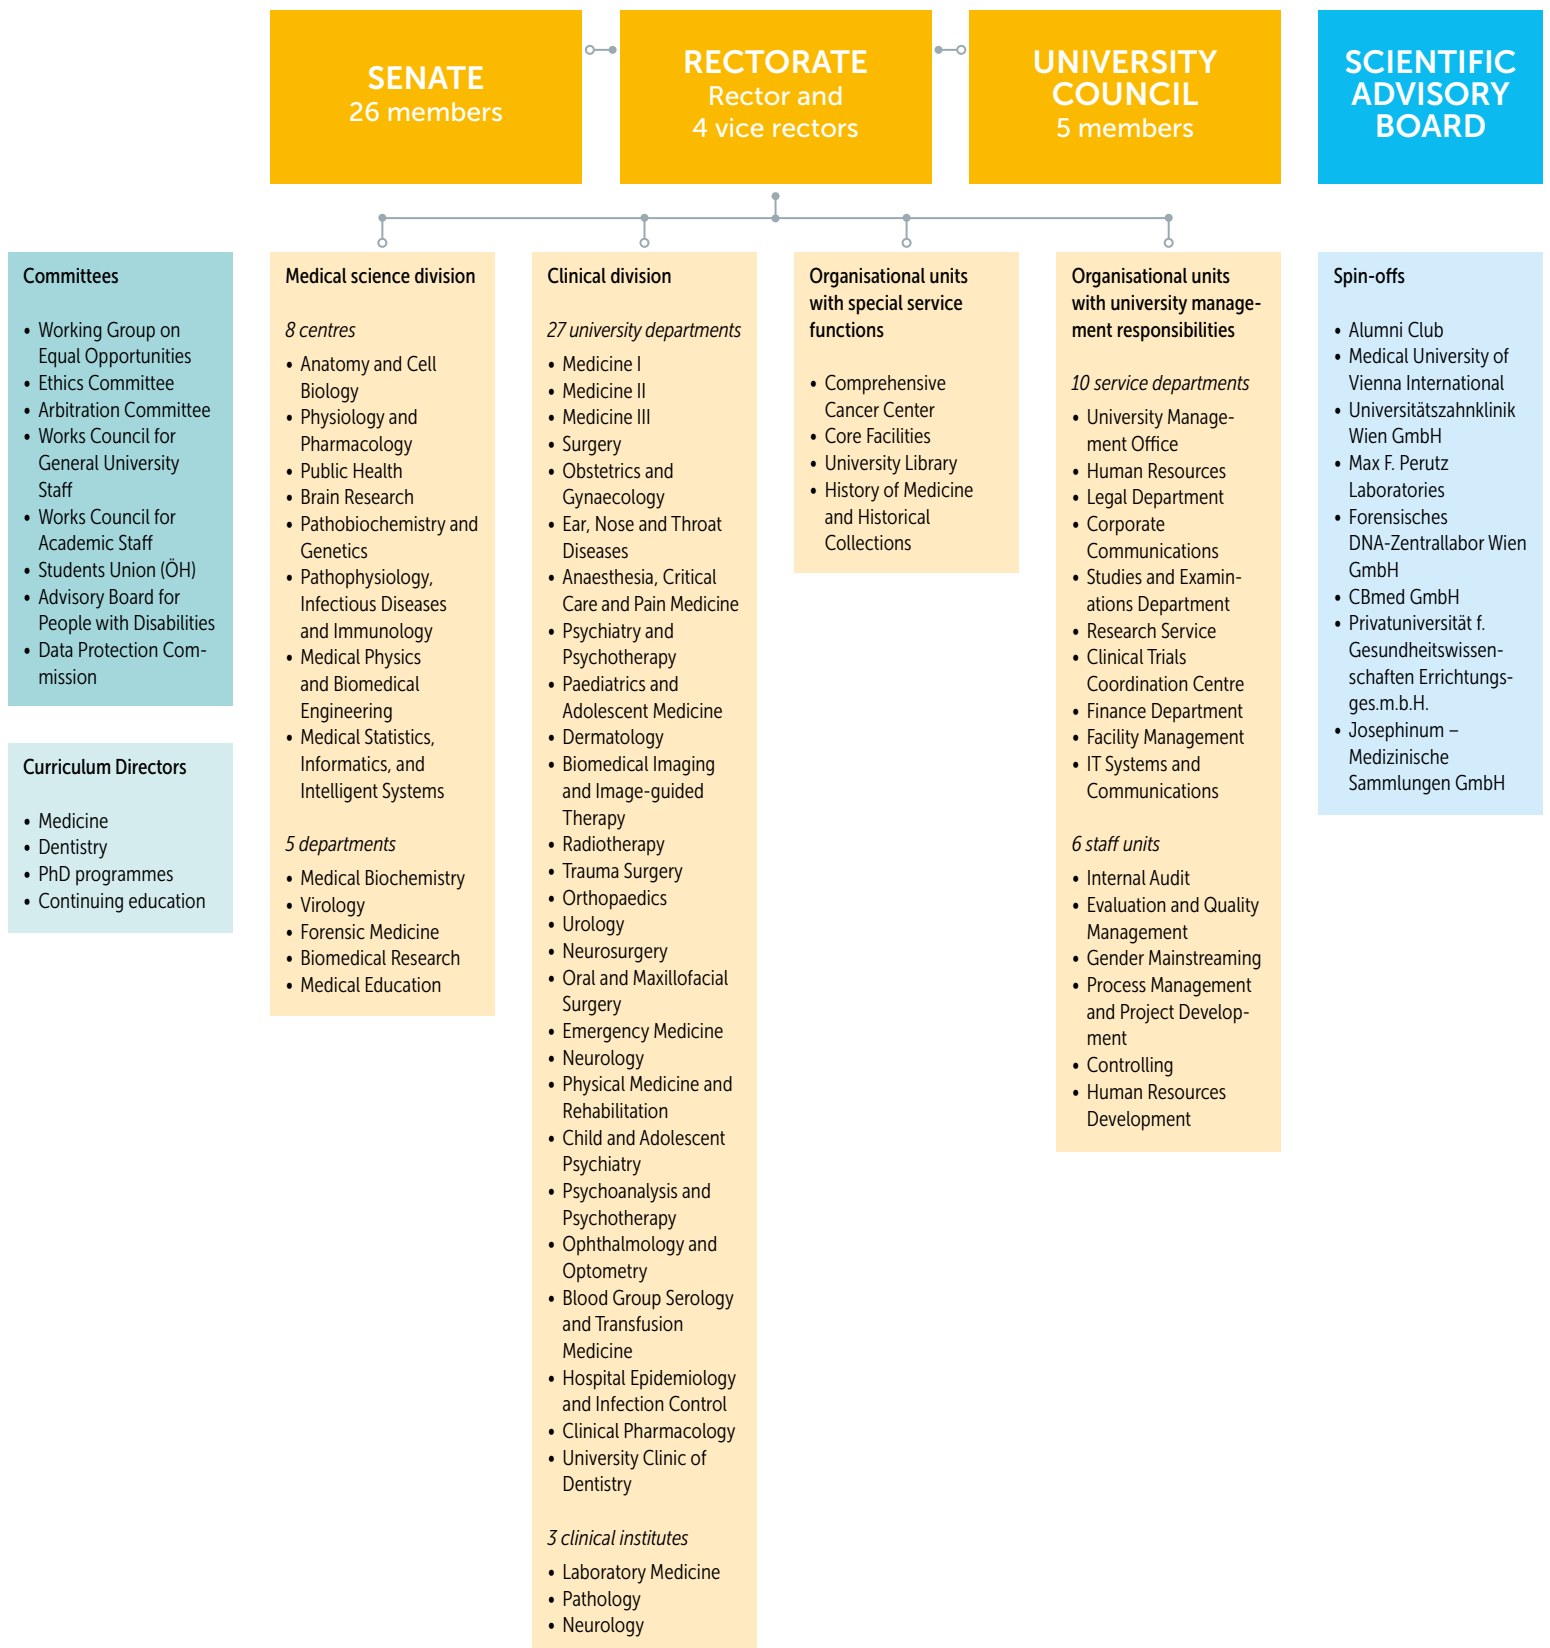 SENATE
26 members
RECTORATE
Rector and
4 vice rectors
UNIVERSITY
COUNCIL
5 members
SCIENTIFIC
ADVISORY
BOARD
Committees
• Working Group on
Equal Opportunities
• Ethics Committee
• Arbitration Committee
• Works Council for
General University
Staff
• Works Council for
Academic Staff
• Students Union (ÖH)
• Advisory Board for
People with Disabilities
• Data Protection Com-
mission
Curriculum Directors
• Medicine
• Dentistry
• PhD programmes
• Continuing education
Medical science division
8 centres
• Anatomy and Cell
Biology
• Physiology and
Pharmacology
• Public Health
• Brain Research
• Pathobiochemistry and
Genetics
• Pathophysiology,
Infectious Diseases
and Immunology
• Medical Physics
and Biomedical
Engineering
• Medical Statistics,
Informatics, and
Intelligent Systems
5 departments
• Medical Biochemistry
• Virology
• Forensic Medicine
• Biomedical Research
• Medical Education
Clinical division
27 university departments
• Medicine I
• Medicine II
• Medicine III
• Surgery
• Obstetrics and
Gynaecology
• Ear, Nose and Throat
Diseases
• Anaesthesia, Critical
Care and Pain Medicine
• Psychiatry and
Psychotherapy
• Paediatrics and
Adolescent Medicine
• Dermatology
• Biomedical Imaging
and Image-guided
Therapy
• Radiotherapy
• Trauma Surgery
• Orthopaedics
• Urology
• Neurosurgery
• Oral and Maxillofacial
Surgery
• Emergency Medicine
• Neurology
• Physical Medicine and
Rehabilitation
• Child and Adolescent
Psychiatry
• Psychoanalysis and
Psychotherapy
• Ophthalmology and
Optometry
• Blood Group Serology
and Transfusion
Medicine
• Hospital Epidemiology
and Infection Control
• Clinical Pharmacology
• University Clinic of
Dentistry
3 clinical institutes
• Laboratory Medicine
• Pathology
• Neurology
Organisational units
with special service
functions
• Comprehensive
Cancer Center
• Core Facilities
• University Library
• History of Medicine
and Historical
Collections
Organisational units
with university manage-
ment responsibilities
10 service departments
• University Manage-
ment Office
• Human Resources
• Legal Department
• Corporate
Communications
• Studies and Examin-
ations Department
• Research Service
• Clinical Trials
Coordination Centre
• Finance Department
• Facility Management
• IT Systems and
Communications
6 staff units
• Internal Audit
• Evaluation and Quality
Management
• Gender Mainstreaming
• Process Management
and Project Develop-
ment
• Controlling
• Human Resources
Development
Spin-offs
• Alumni Club
• Medical University of
Vienna International
• Universitätszahnklinik
Wien GmbH
• Max F. Perutz
Laboratories
• Forensisches
DNA-Zentrallabor Wien
GmbH
• CBmed GmbH
• Privatuniversität f.
Gesundheitswissen-
schaften Errichtungs-
ges.m.b.H.
• Josephinum –
Medizinische
Sammlungen GmbH